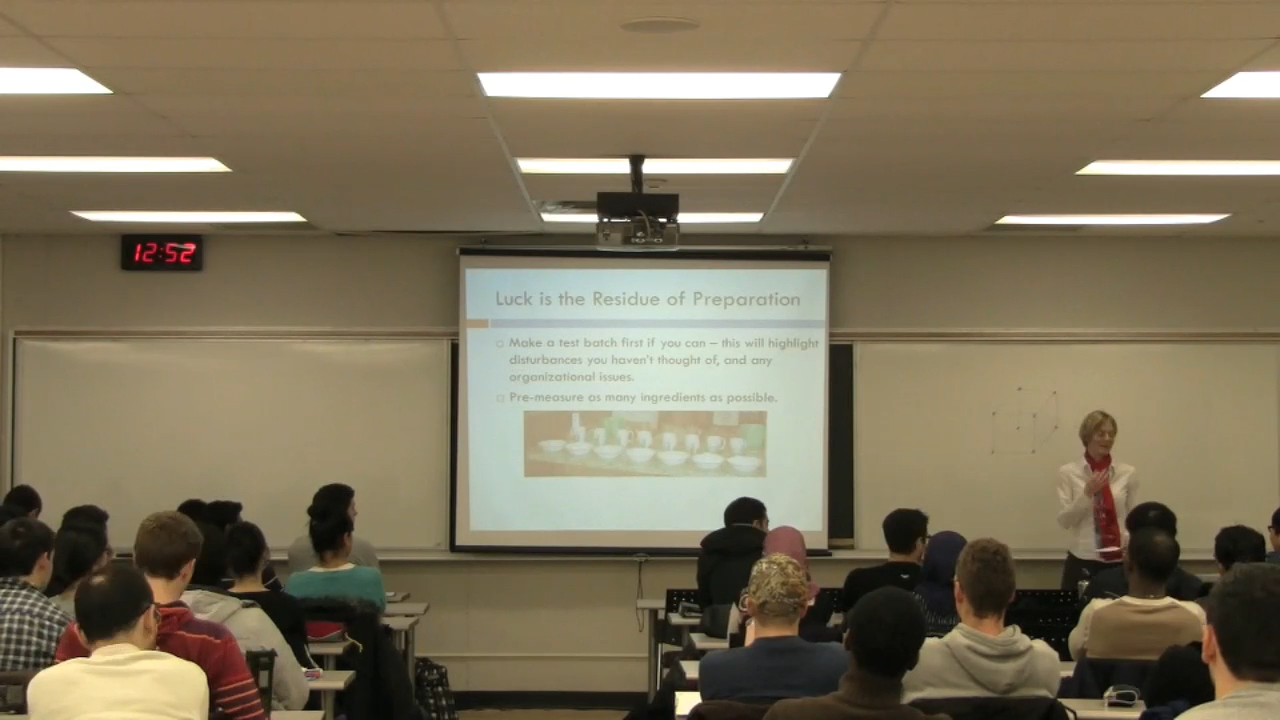 12:52
Luck is the Residue of Preparation
Make a test batch first if you can – this will highlight
disturbances you haven't thought of, and any
organizational issues.
Pre-measure as many ingredients as possible.